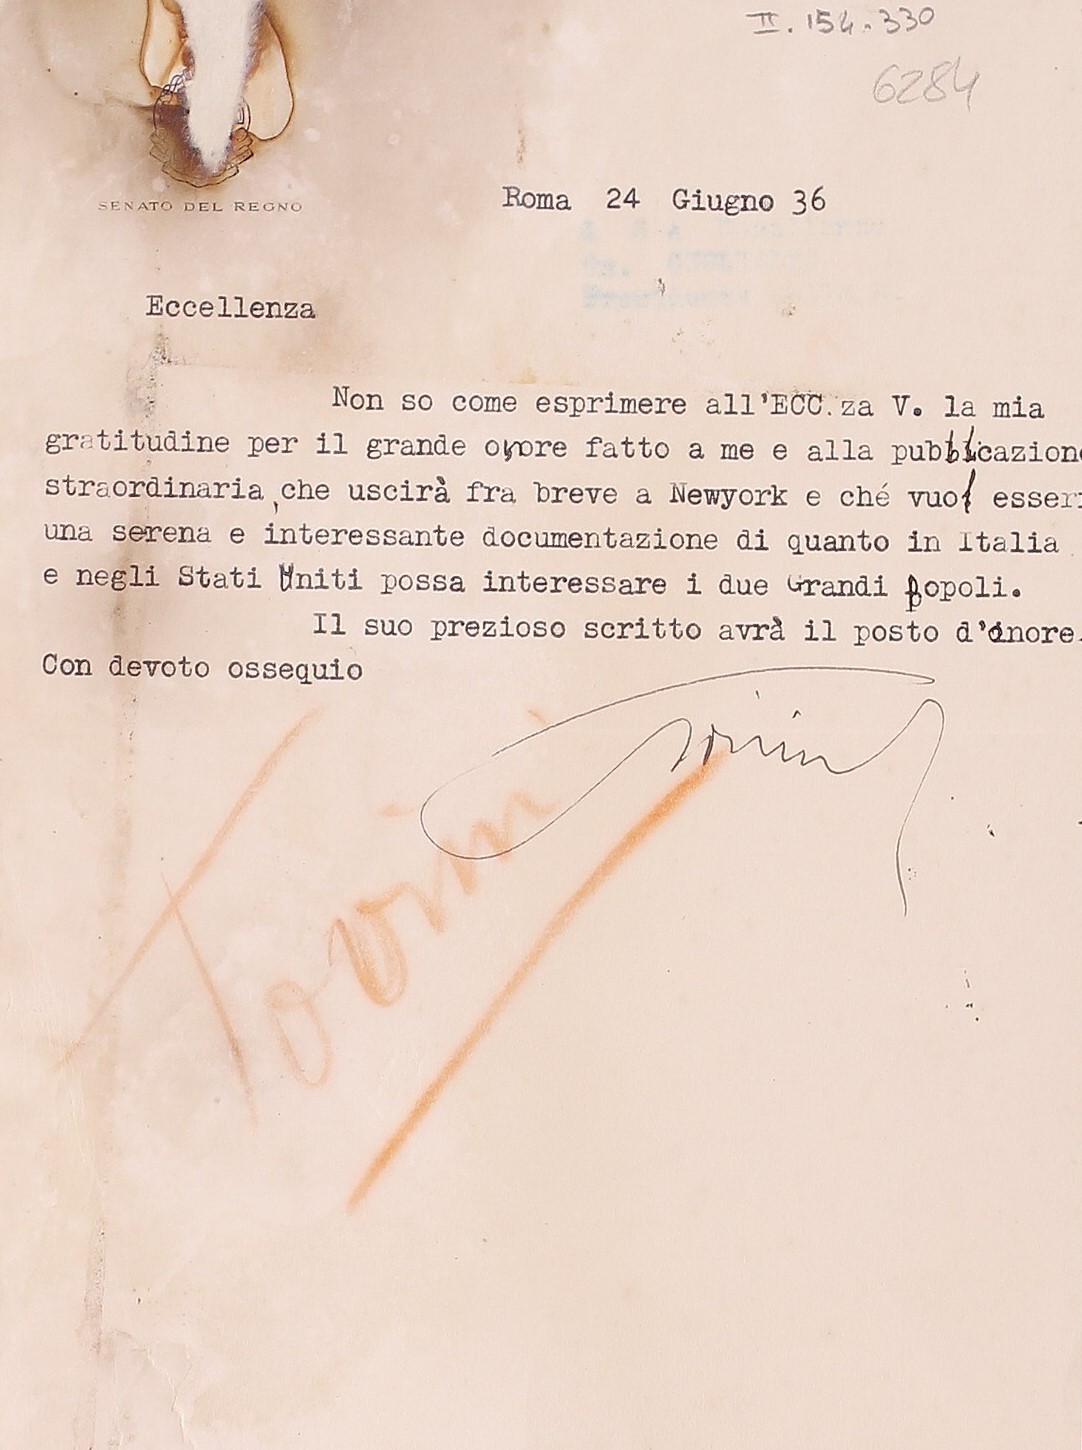 II. 154. 330
6284
SENATO DEL REGNO
Roma 24 Giugno 36
Eccellenza
Non so come esprimere all'ECC.za V. la mia
gratitudine per il grande onore fatto a me e alla pubblicazion
straordinaria, che uscirà fra breve a Newyork e ché vuol esser
una serena e interessante documentazione di quanto in Italia
e negli Stati Uniti possa interessare i due Grandi popoli.
Il suo prezioso scritto avrà il posto d'onore.
Con devoto ossequio